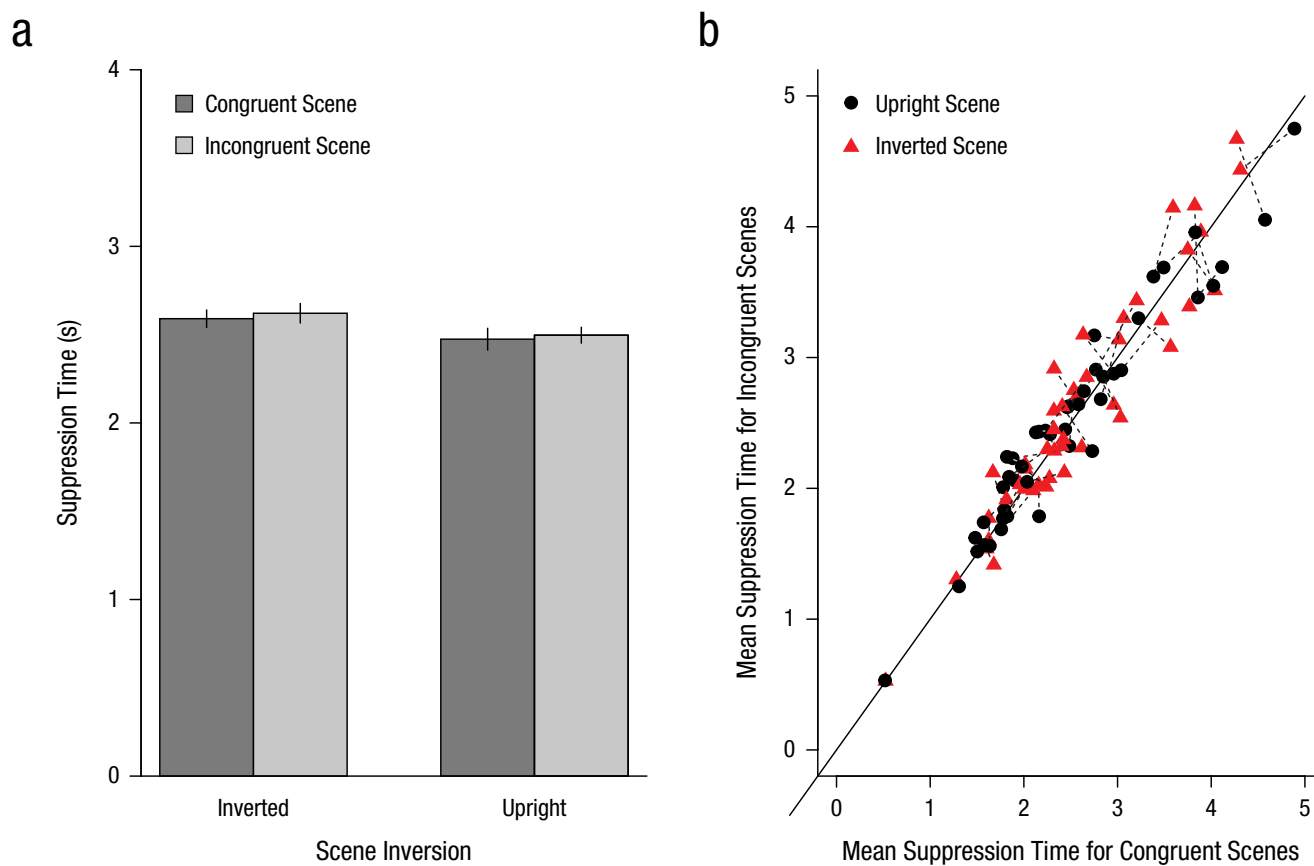 a
4
3
2
1
0
Suppression Time (s)
Congruent Scene
Incongruent Scene
Inverted
Upright
Scene Inversion
b
5
4
3
2
1
0
Mean Suppression Time for Incongruent Scenes
Upright Scene
Inverted Scene
0 1 2 3 4 5
Mean Suppression Time for Congruent Scenes